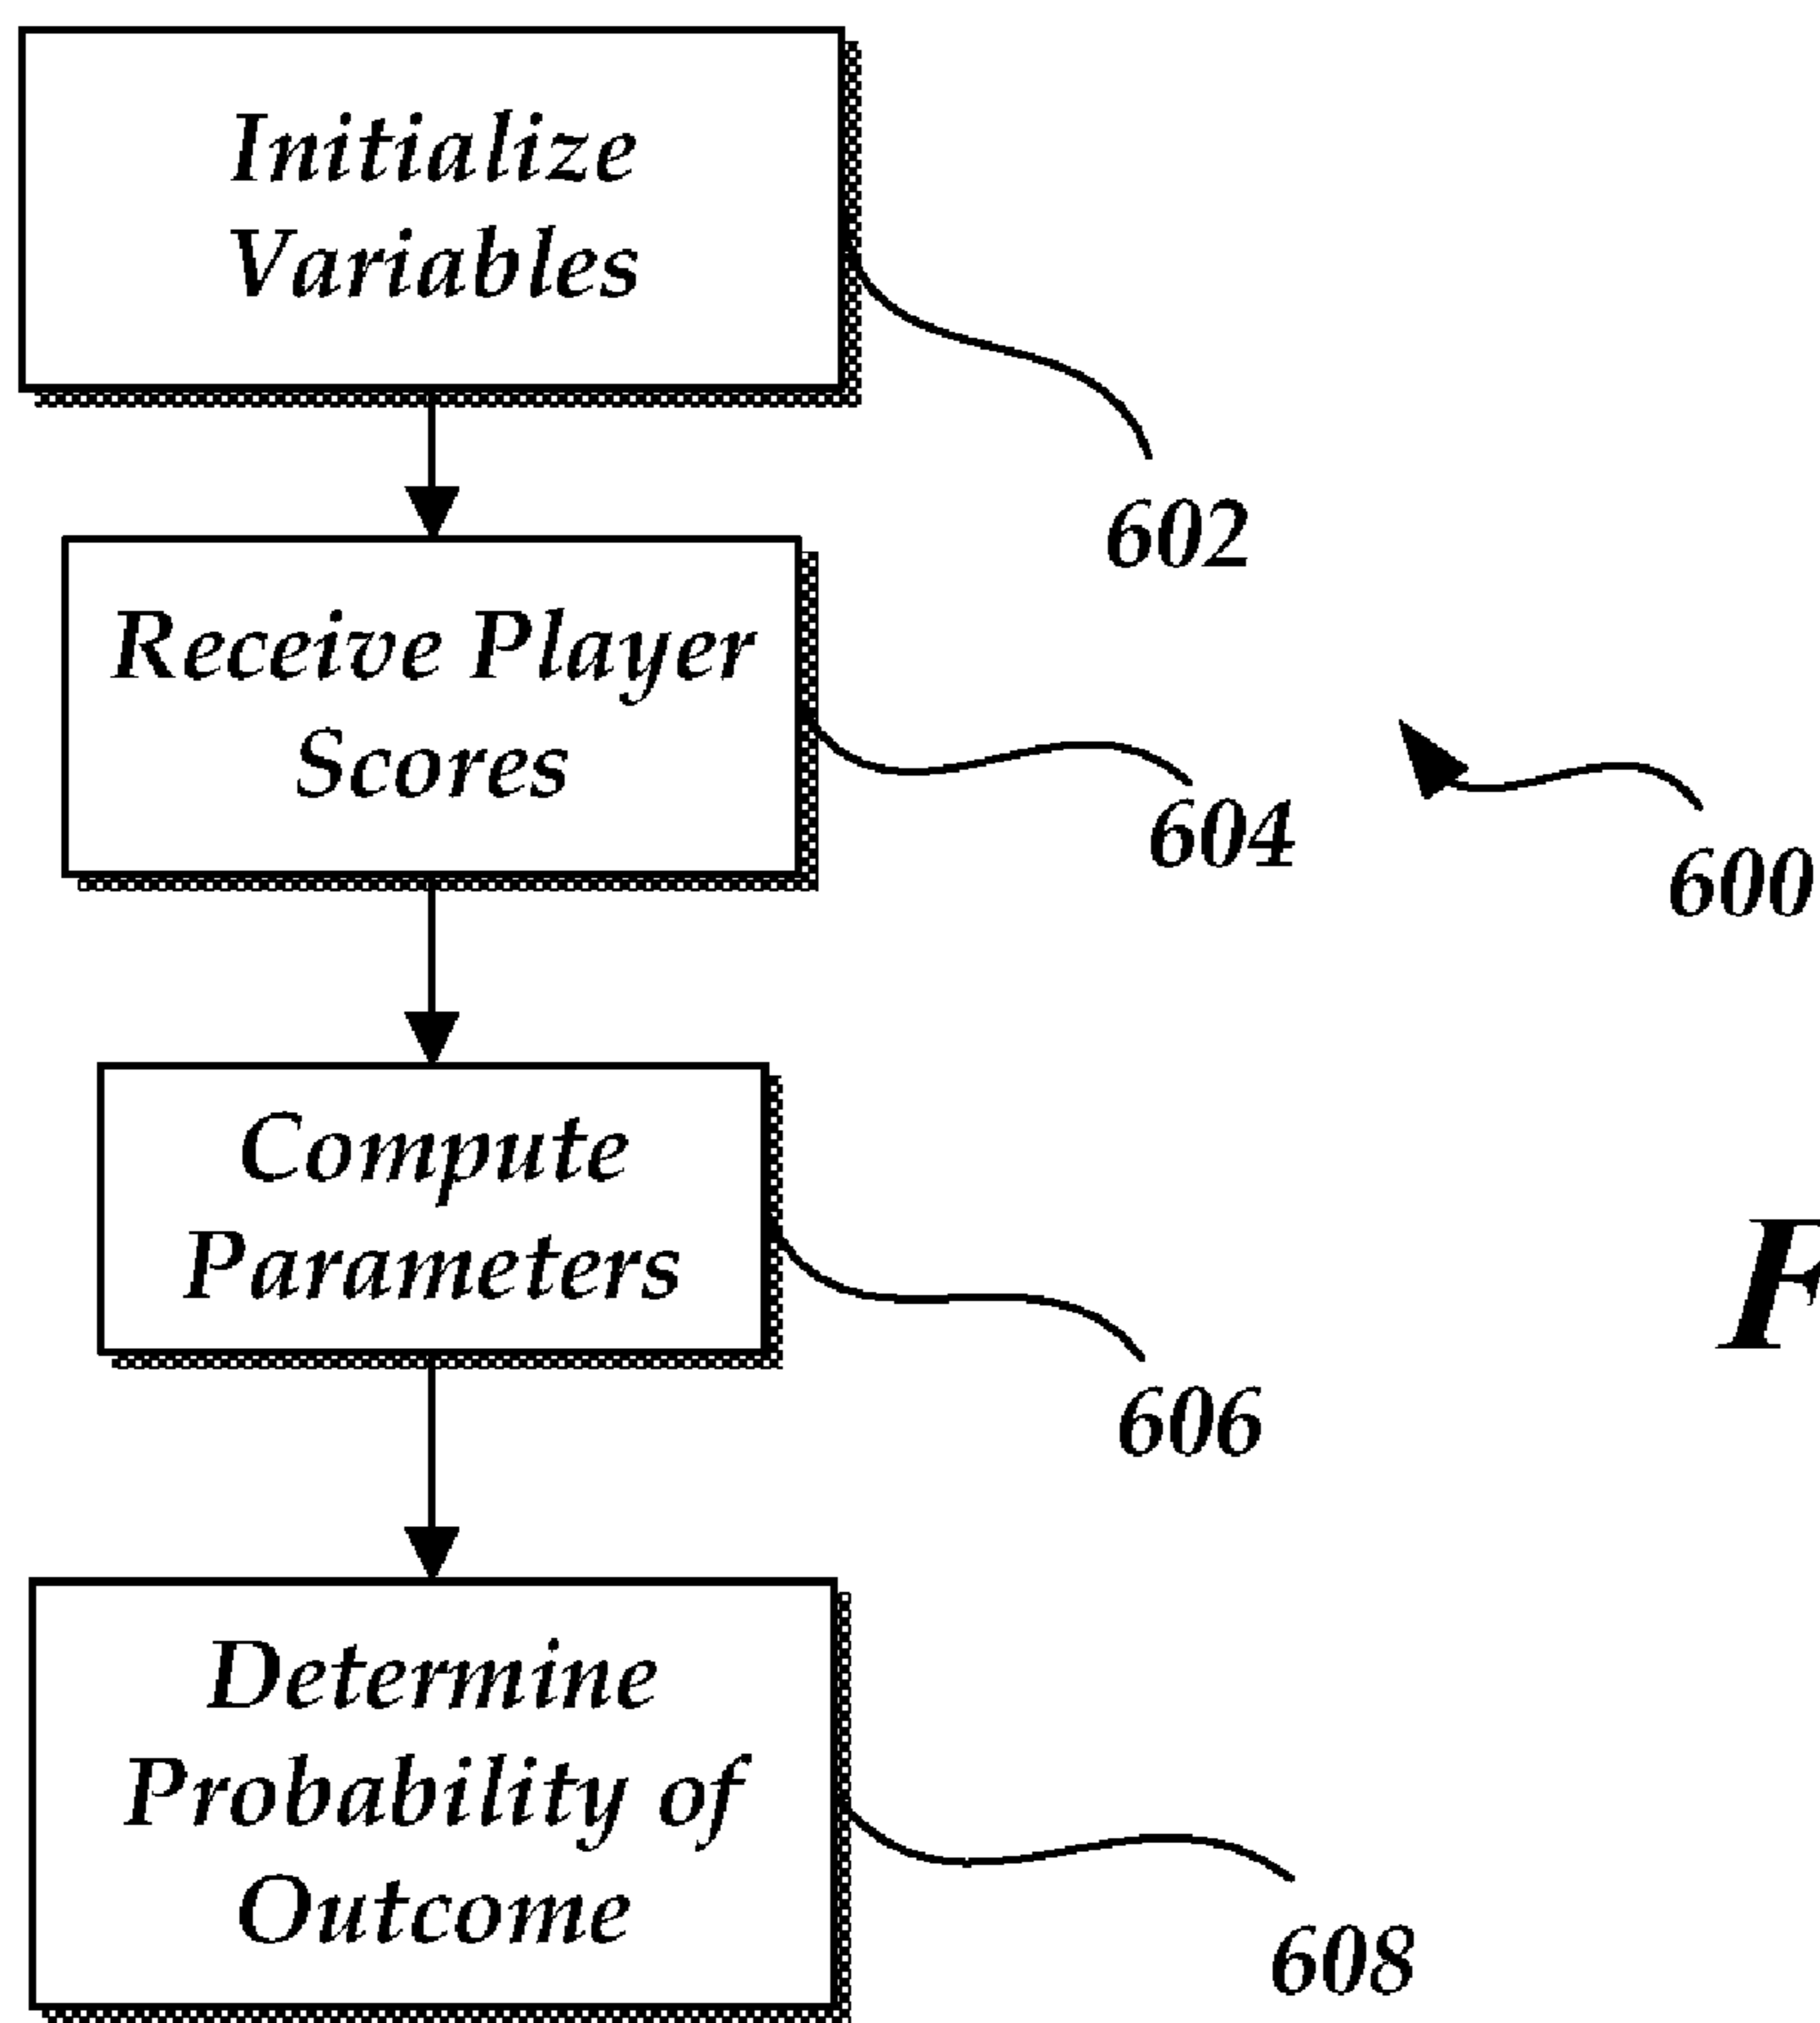 Initialize
Variables
602
Receive Player
Scores
604
600
Compute
Parameters
606
F
Determine
Probability of
Outcome
608